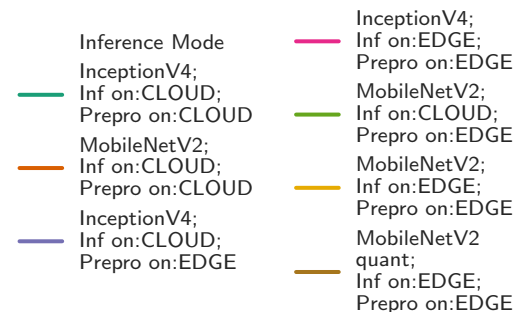 Inference Mode
InceptionV4;
Inf on:CLOUD;
Prepro on:CLOUD
MobileNetV2;
Inf on:CLOUD;
Prepro on:CLOUD
InceptionV4;
Inf on:CLOUD;
Prepro on:EDGE
InceptionV4;
Inf on:EDGE;
Prepro on:EDGE
MobileNetV2;
Inf on:CLOUD;
Prepro on:EDGE
MobileNetV2;
Inf on:EDGE;
Prepro on:EDGE
MobileNetV2
quant;
Inf on:EDGE;
Prepro on:EDGE